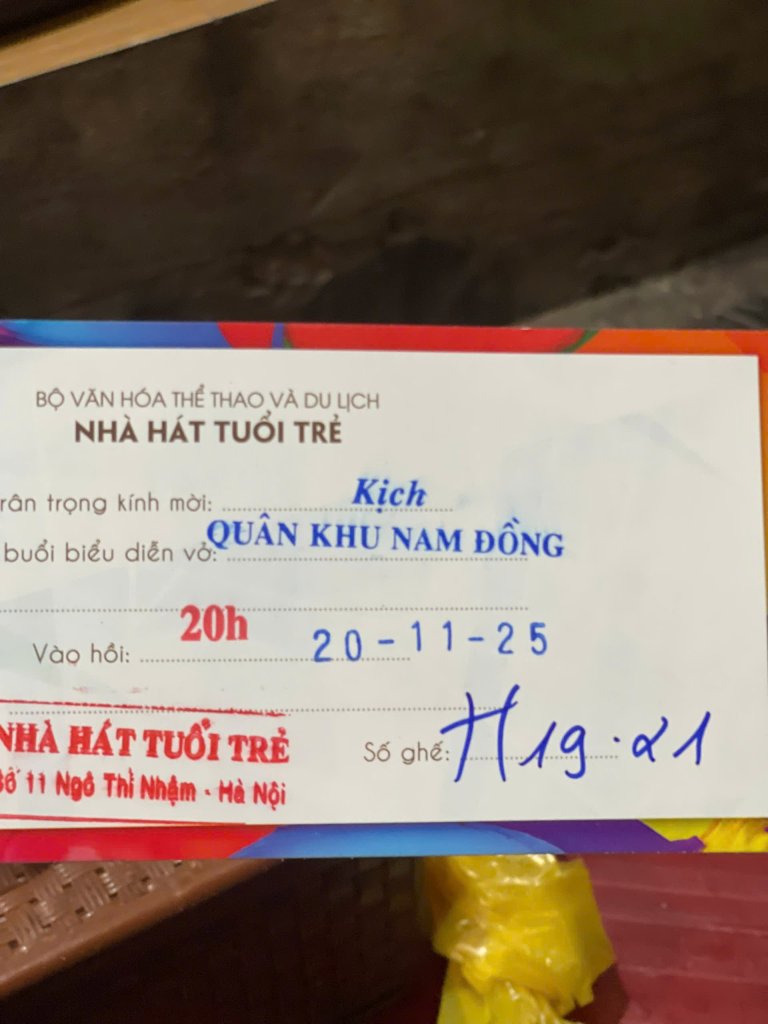 BỘ VĂN HÓA THỂ THAO VÀ DU LỊCH
NHÀ HÁT TUỔI TRẺ
rân trọng kính mời: Kịch
buổi biểu diễn vở: QUÂN KHU NAM ĐỒNG
Vào hồi: 20h 20-11-25
Số ghế: H 19 . 21
NHÀ HÁT TUỔI TRẺ
Số 11 Ngô Thì Nhậm - Hà Nội